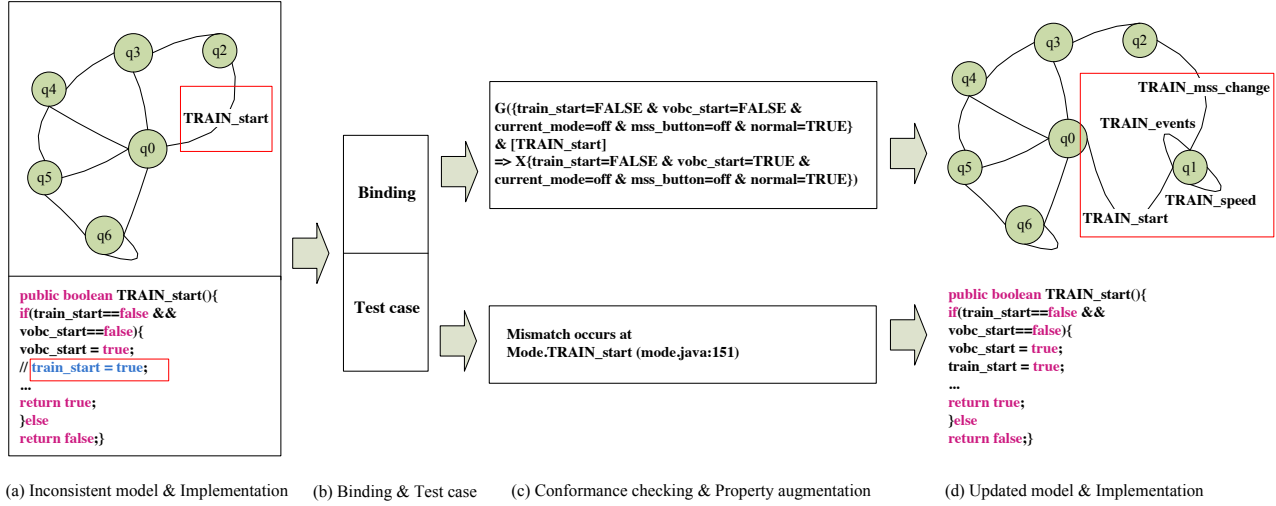 q3
q2
q4
TRAIN_start
q0
q5
q6
public boolean TRAIN_start(){
if(train_start==false &&
vobc_start==false){
vobc_start = true;
// train_start = true;
...
return true;
}else
return false;}
(a) Inconsistent model & Implementation
Binding
Test case
(b) Binding & Test case
G({train_start=FALSE & vobc_start=FALSE &
current_mode=off & mss_button=off & normal=TRUE}
& [TRAIN_start]
=> X{train_start=FALSE & vobc_start=TRUE &
current_mode=off & mss_button=off & normal=TRUE})
Mismatch occurs at
Mode.TRAIN_start (mode.java:151)
(c) Conformance checking & Property augmentation
q3
q2
q4
TRAIN_mss_change
TRAIN_events
q0
q5
q1
TRAIN_speed
TRAIN_start
q6
public boolean TRAIN_start(){
if(train_start==false &&
vobc_start==false){
vobc_start = true;
train_start = true;
...
return true;
}else
return false;}
(d) Updated model & Implementation